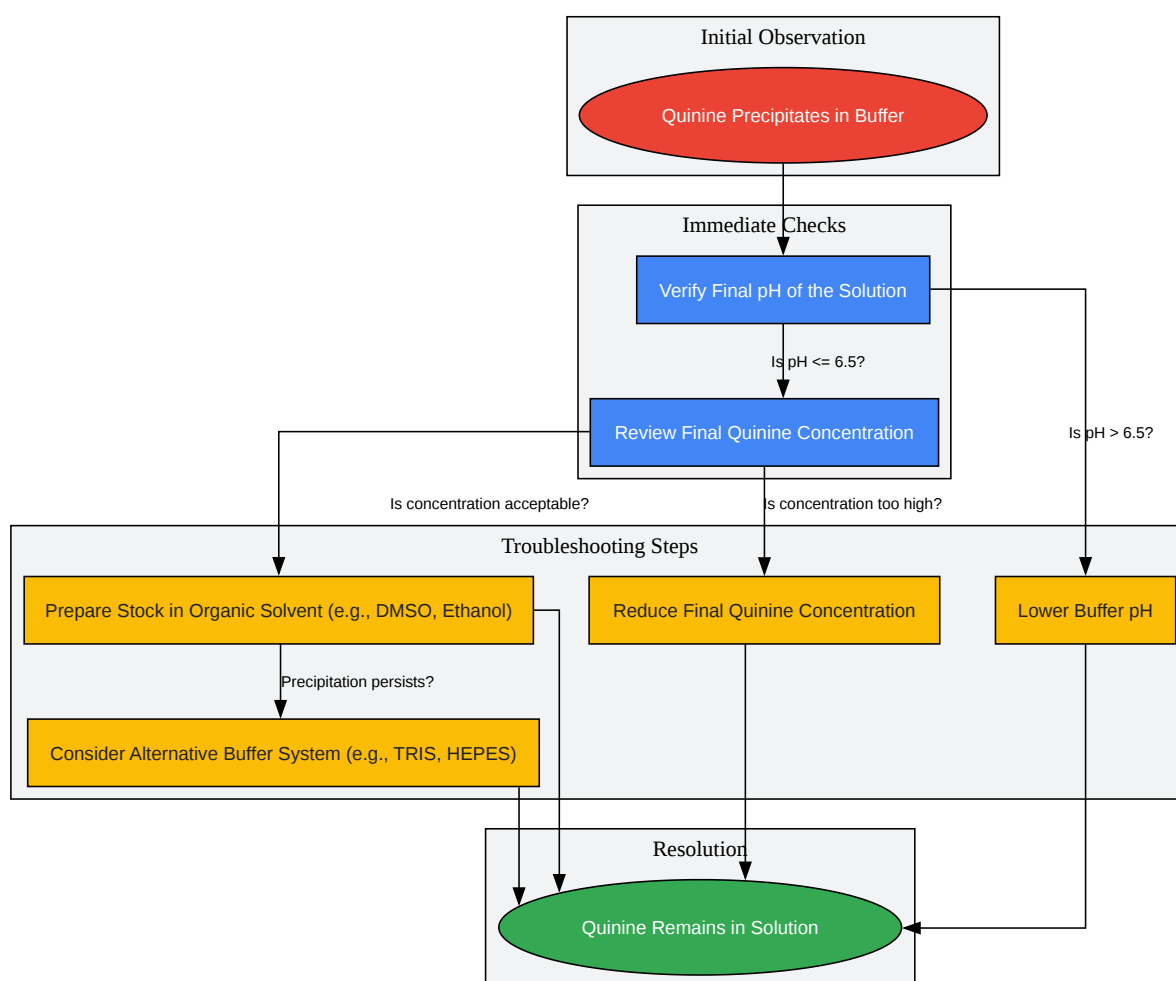 Initial Observation
Quinine Precipitates in Buffer
Immediate Checks
Verify Final pH of the Solution
Is pH <= 6.5?
Review Final Quinine Concentration
Is pH > 6.5?
Is concentration acceptable?
Is concentration too high?
Troubleshooting Steps
Prepare Stock in Organic Solvent (e.g., DMSO, Ethanol)
Reduce Final Quinine Concentration
Lower Buffer pH
Precipitation persists?
Consider Alternative Buffer System (e.g., TRIS, HEPES)
Resolution
Quinine Remains in Solution